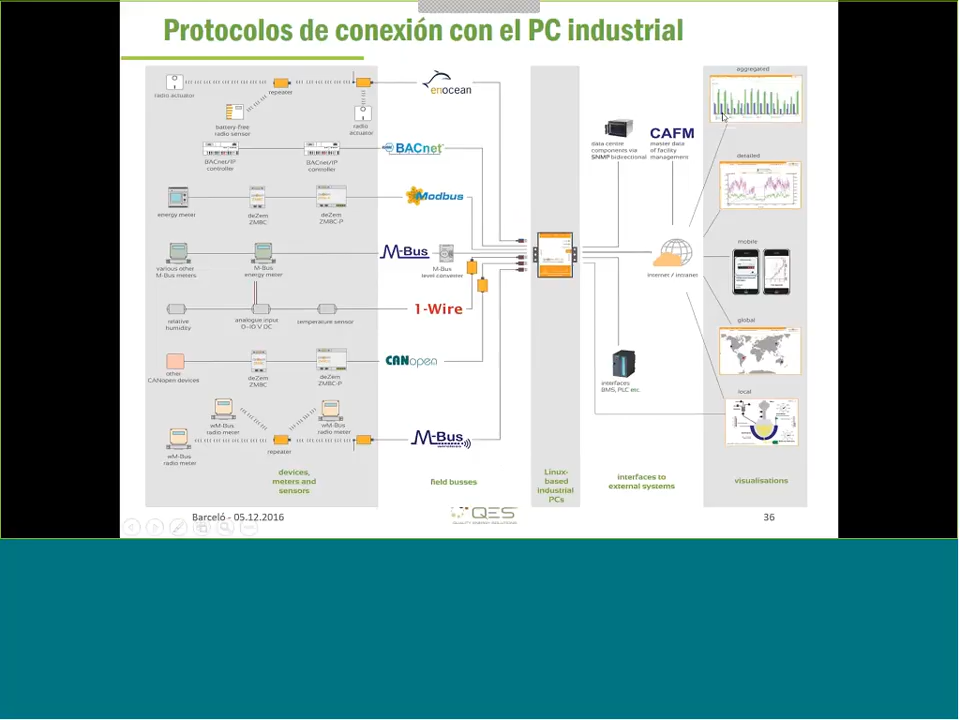 Protocolos de conexión con el PC industrial
radio actuator
repeater
battery-free
radio sensor
radio
actuator
enocean
BACnet/IP
controller
BACnet/IP
controller
BACnet
energy meter
deZem
ZMBC
deZem
ZMBC-P
Modbus
various other
M-Bus meters
M-Bus
energy meter
M-Bus
M-Bus
level converter
relative
humidity
analogue input
0-10 V DC
temperature sensor
1-Wire
other
CANopen devices
deZem
ZMBC
deZem
ZMBC-P
CANopen
wM-Bus
radio meter
wM-Bus
radio meter
wM-Bus
radio meter
repeater
M-Bus
data centre
components via
SNMP bidirectional
CAFM
master data
of facility
management
internet / intranet
interfaces
BMS, PLC etc.
aggregated
detailed
mobile
global
local
devices,
meters and
sensors
field busses
Linux-
based
industrial
PCs
interfaces to
external systems
visualisations
Barceló - 05.12.2016
QES
36